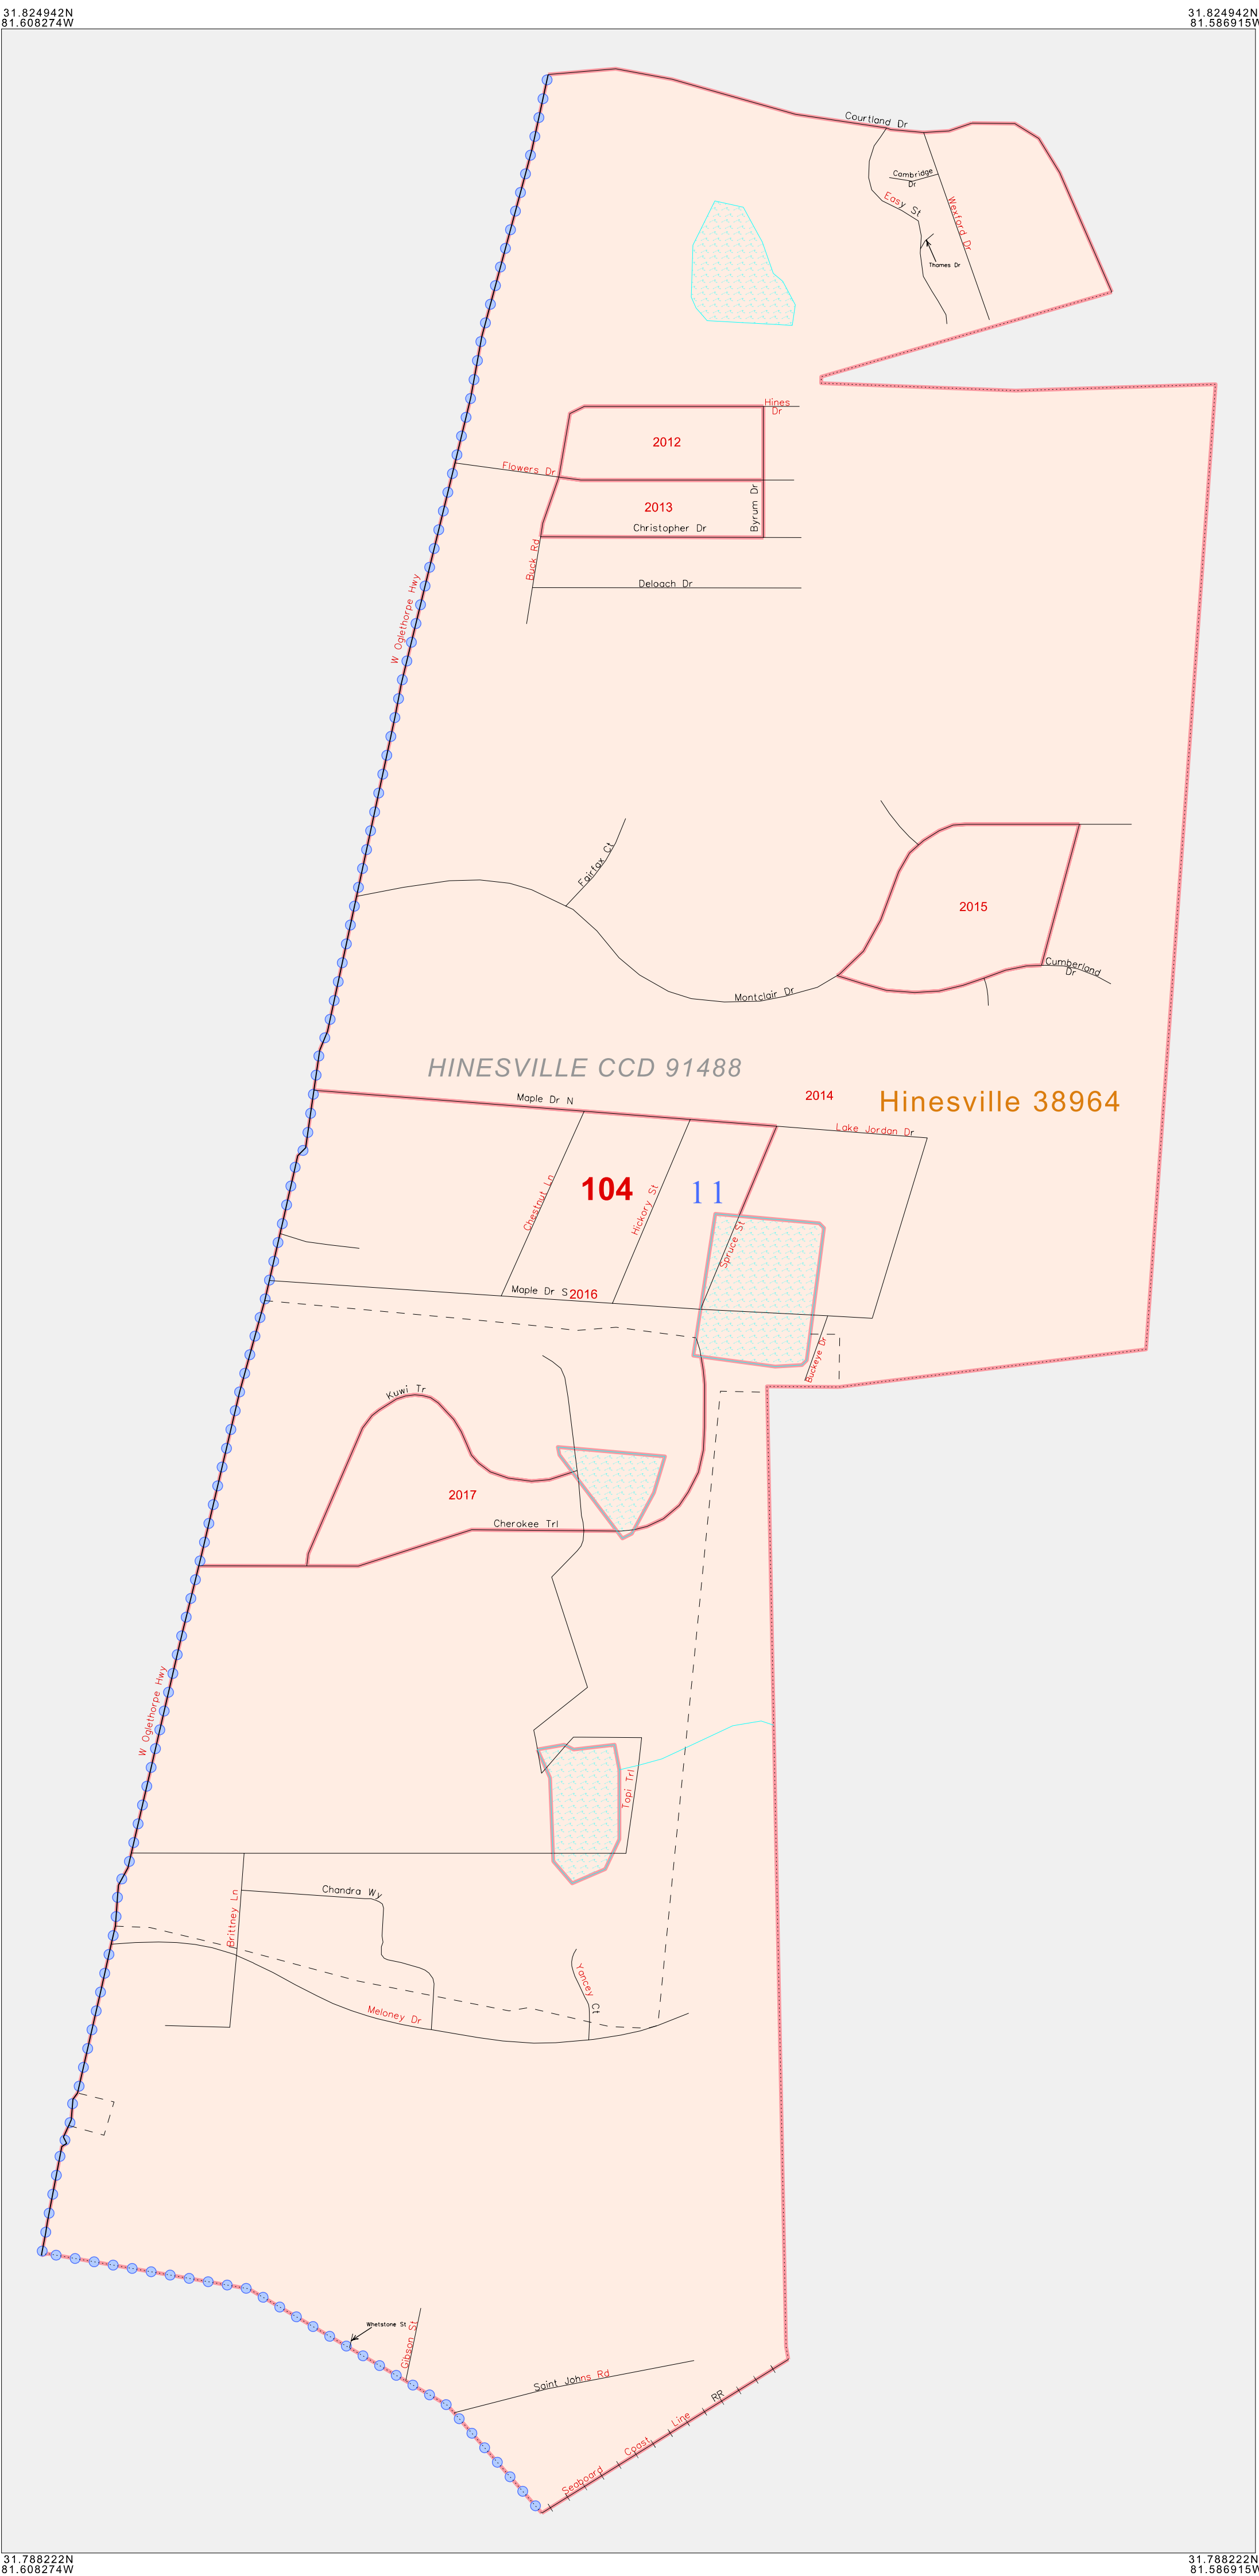 31.824942N
81.608274W
31.824942N
81.586915W
Courtland Dr
Cambridge
Dr
Easy St
Wexford Dr
Thames Dr
Hines
Dr
2012
Flowers Dr
2013
Byrum Dr
Christopher Dr
Buck Rd
Deloach Dr
W Oglethorpe Hwy
Fairfax Ct
2015
Cumberland
Dr
Montclair Dr
HINESVILLE CCD 91488
2014
Hinesville 38964
Maple Dr N
Lake Jordan Dr
104
11
Chestnut Ln
Hickory St
Spruce St
Maple Dr S
2016
Buckeye Dr
Kuwi Tr
2017
Cherokee Trl
W Oglethorpe Hwy
Topi Trl
Chandra Wy
Brittney Ln
Yancey Ct
Meloney Dr
Whetstone St
Gibson St
Saint Johns Rd
Seaboard Coast Line RR
31.788222N
81.608274W
31.788222N
81.586915W